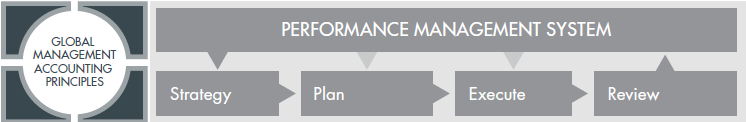 GLOBAL
MANAGEMENT
ACCOUNTING
PRINCIPLES
PERFORMANCE MANAGEMENT SYSTEM
Strategy
Plan
Execute
Review